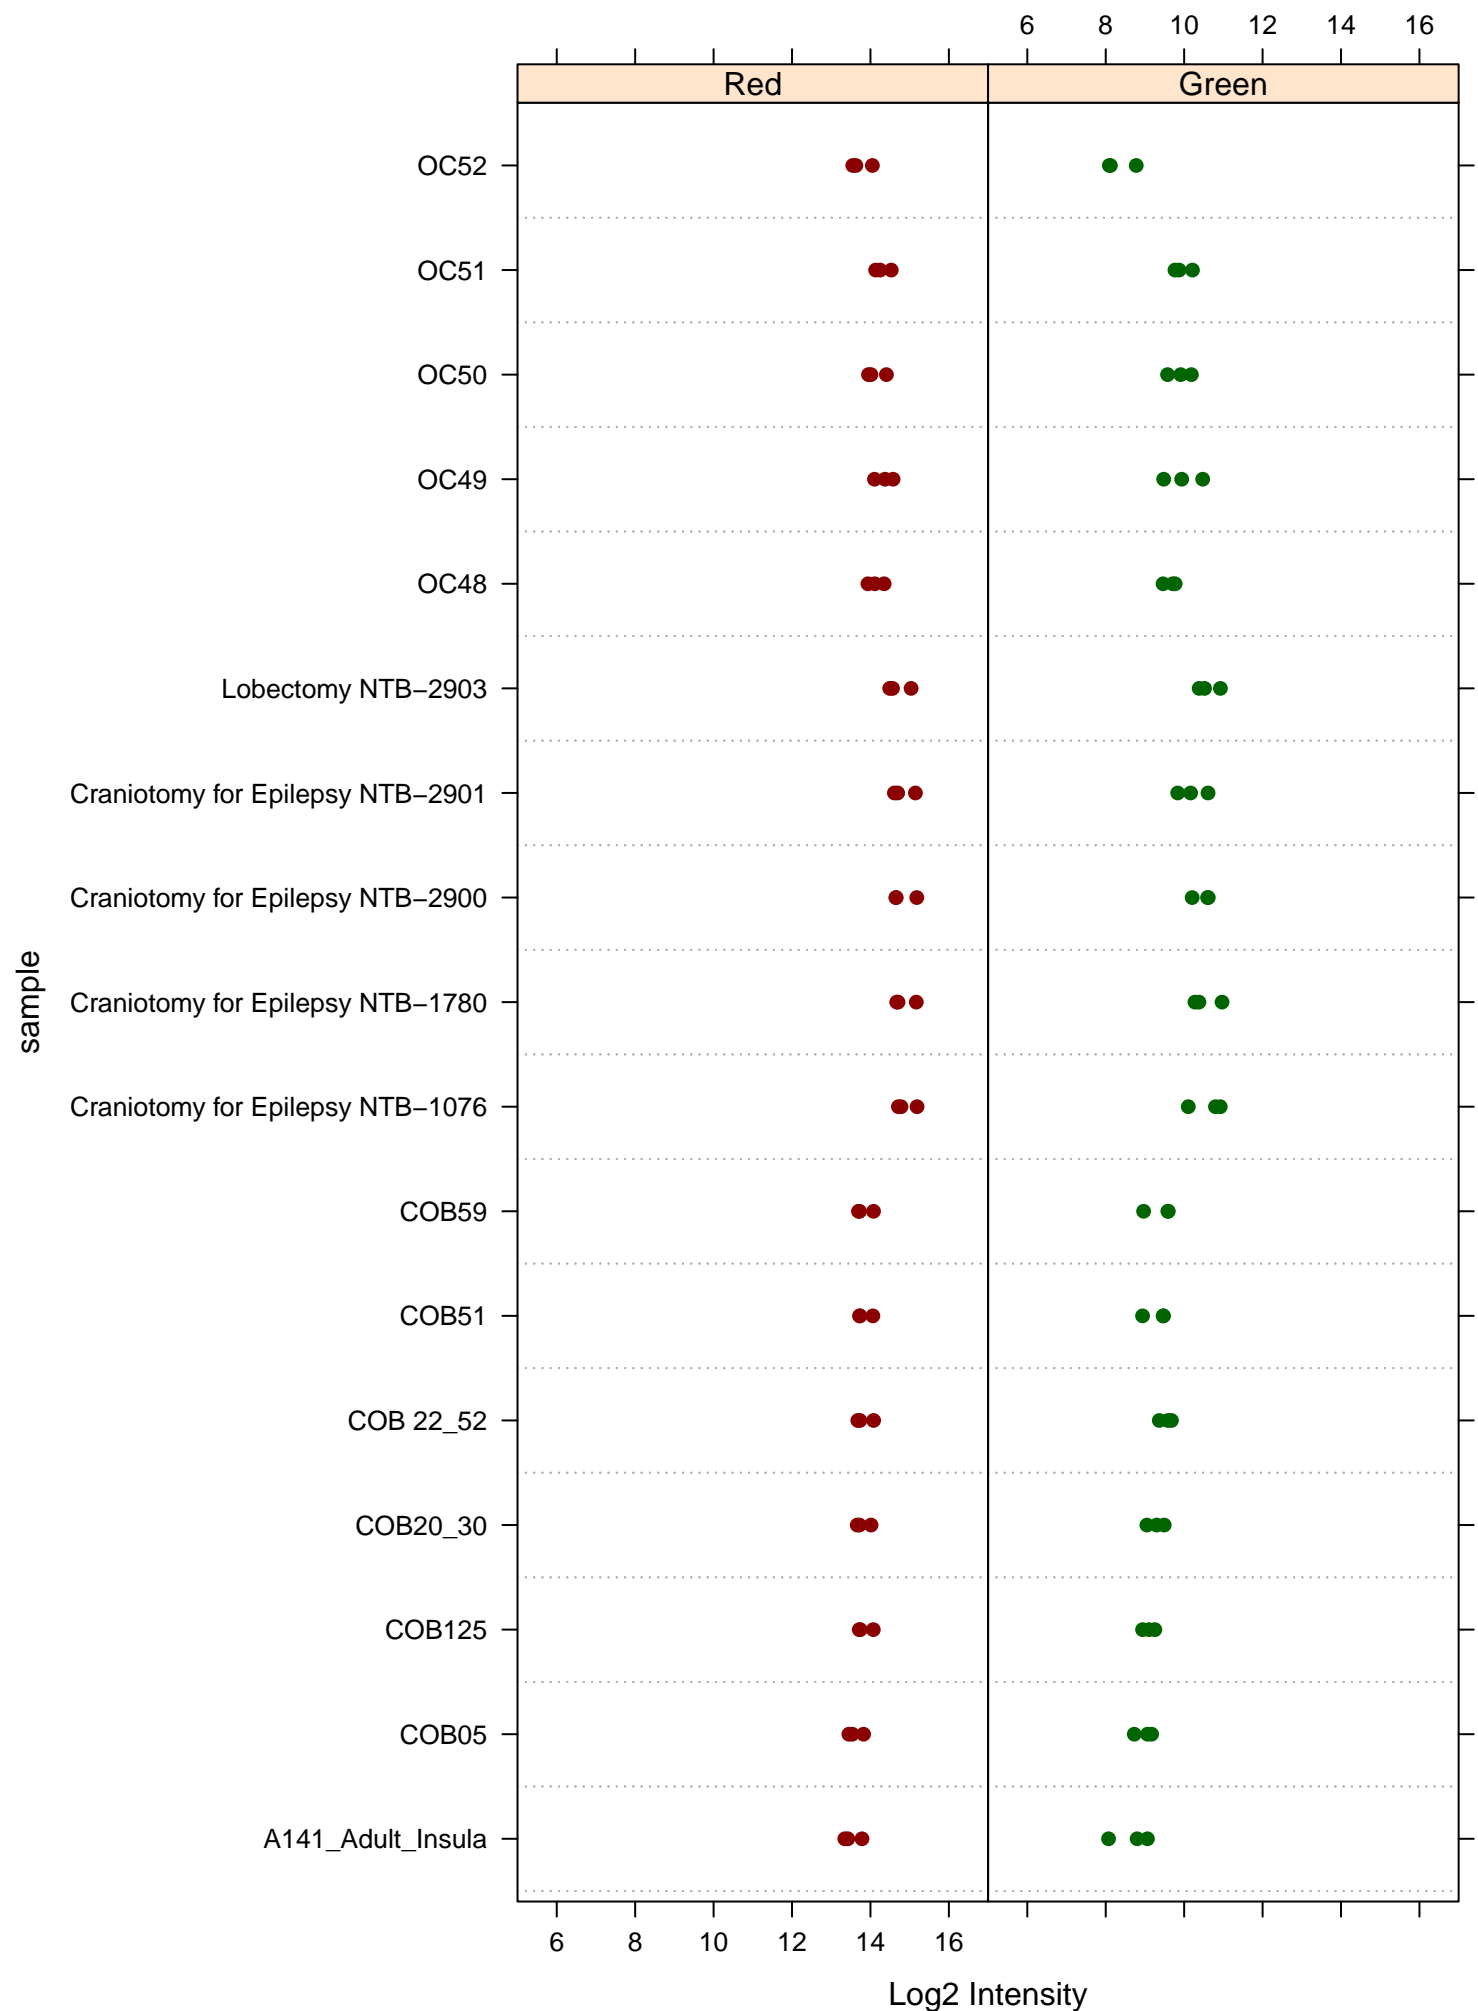 6 8 10 12 14 16
Red Green
OC52
OC51
OC50
OC49
OC48
Lobectomy NTB−2903
Craniotomy for Epilepsy NTB−2901
Craniotomy for Epilepsy NTB−2900
Craniotomy for Epilepsy NTB−1780
Craniotomy for Epilepsy NTB−1076
COB59
COB51
COB 22_52
COB20_30
COB125
COB05
A141_Adult_Insula
sample
6 8 10 12 14 16
Log2 Intensity